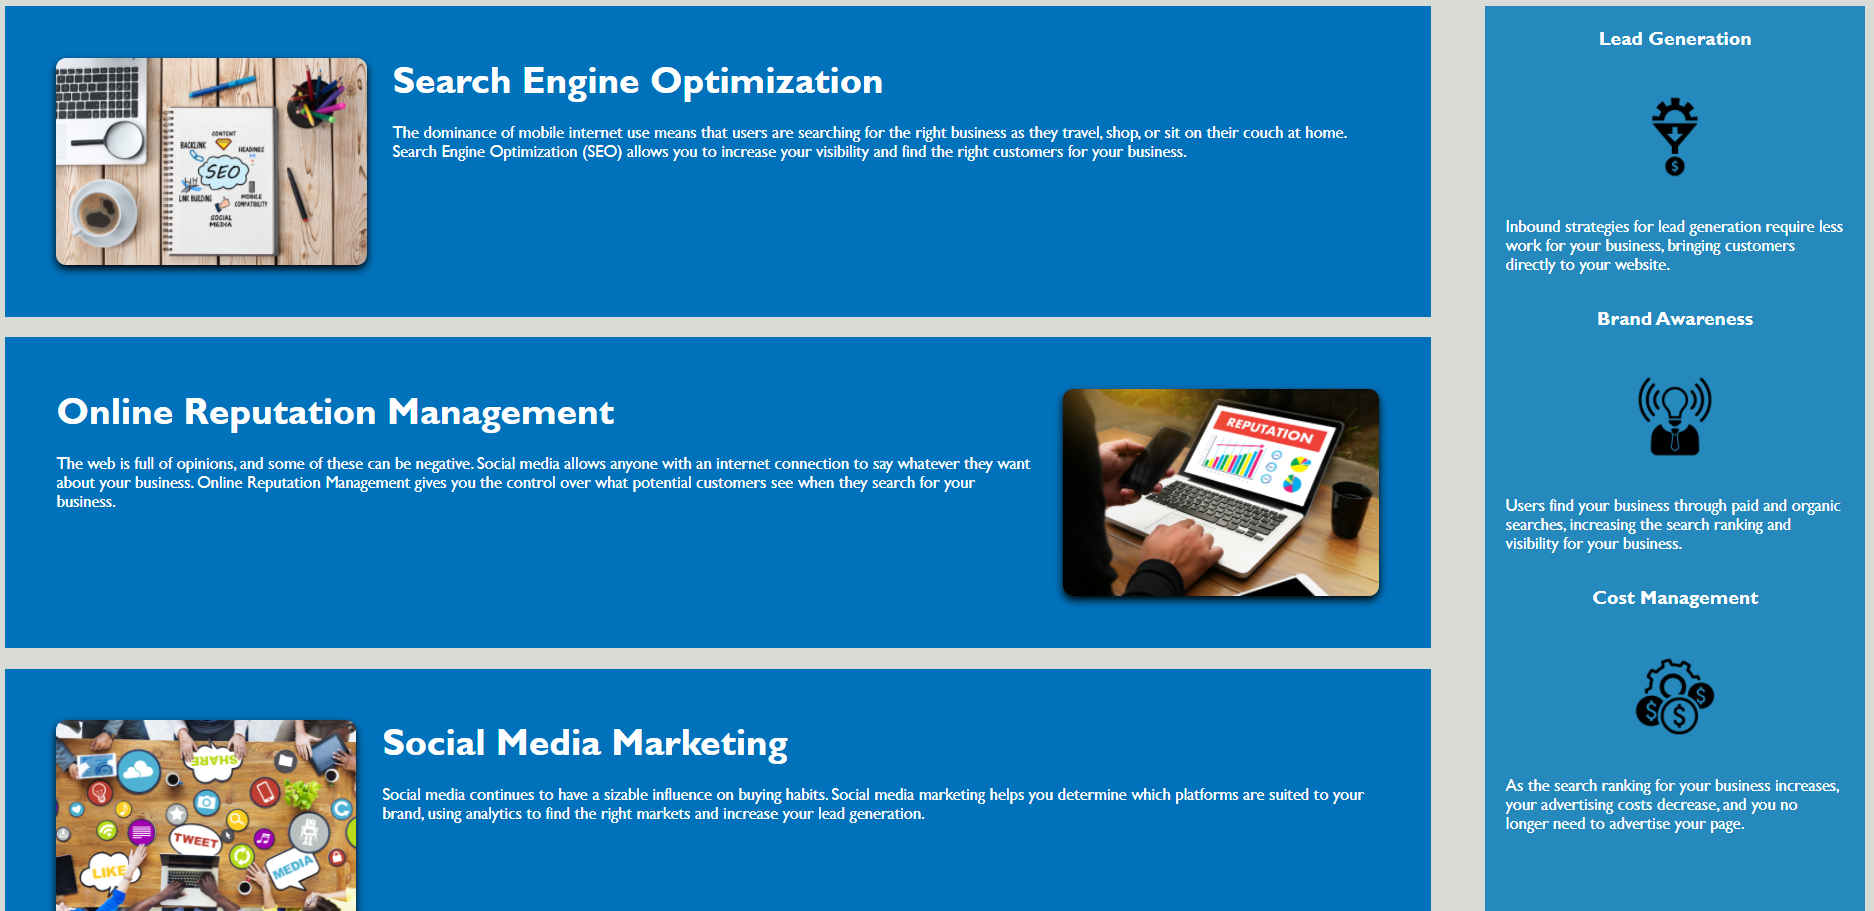 Search Engine Optimization
The dominance of mobile internet use means that users are searching for the right business as they travel, shop, or sit on their couch at home.
Search Engine Optimization (SEO) allows you to increase your visibility and find the right customers for your business.
CONTENT
BACKLINK
HEADINGS
SEO
LINK BUILDING
MOBILE
COMPATIBILITY
SOCIAL
MEDIA
Online Reputation Management
The web is full of opinions, and some of these can be negative. Social media allows anyone with an internet connection to say whatever they want
about your business. Online Reputation Management gives you the control over what potential customers see when they search for your
business.
REPUTATION
Social Media Marketing
Social media continues to have a sizable influence on buying habits. Social media marketing helps you determine which platforms are suited to your
brand, using analytics to find the right markets and increase your lead generation.
SHARE
TWEET
LIKE
MEDIA
Lead Generation
$
Inbound strategies for lead generation require less
work for your business, bringing customers
directly to your website.
Brand Awareness
Users find your business through paid and organic
searches, increasing the search ranking and
visibility for your business.
Cost Management
$ $ $
As the search ranking for your business increases,
your advertising costs decrease, and you no
longer need to advertise your page.